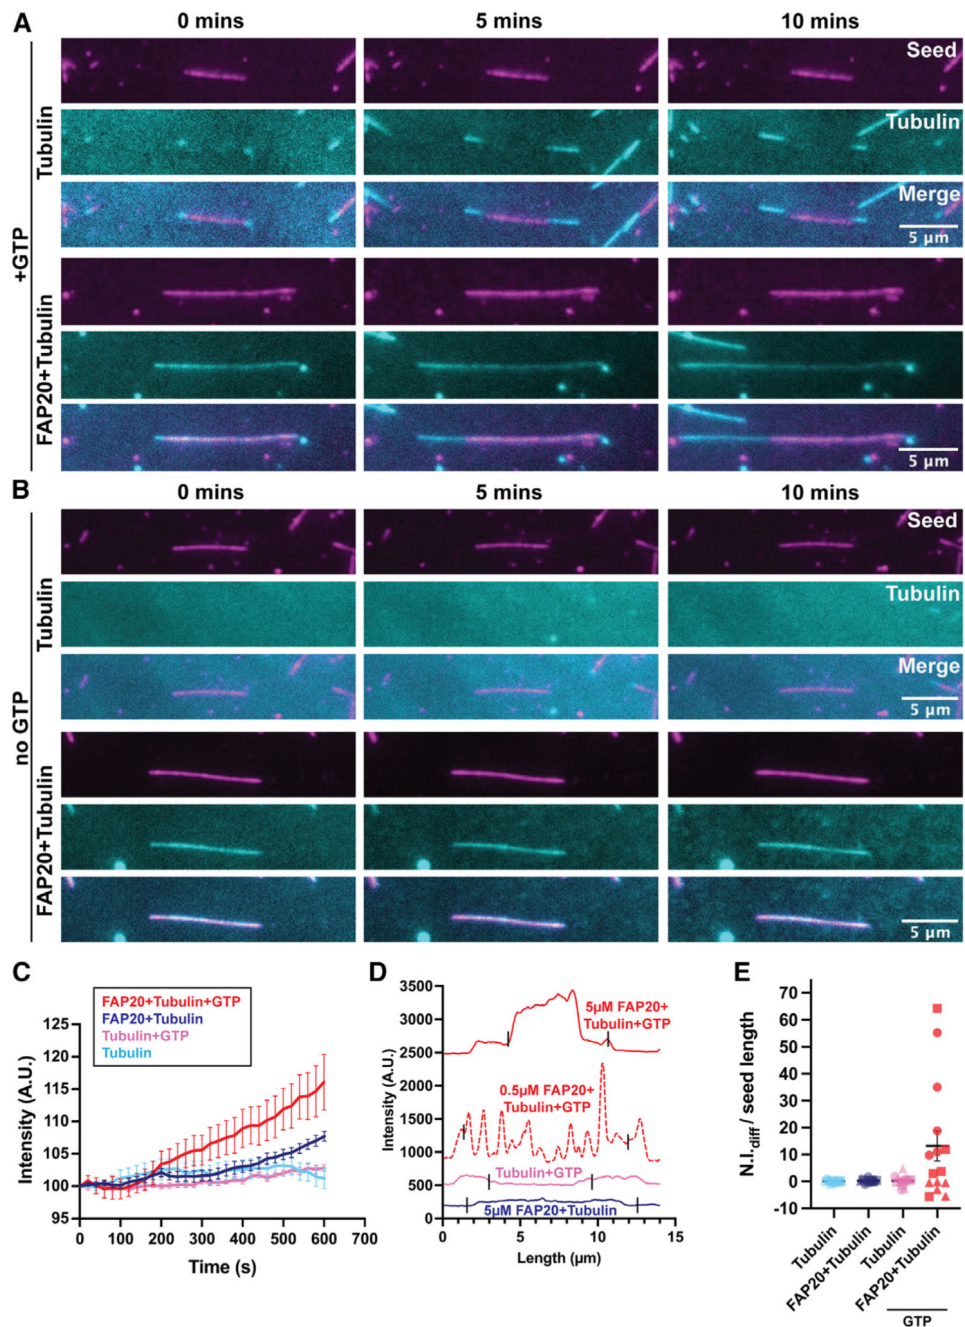 A
0 mins
5 mins
10 mins
Seed
Tubulin
Tubulin
Merge
5 µm
+GTP
FAP20+Tubulin
5 µm
B
0 mins
5 mins
10 mins
Seed
Tubulin
Tubulin
Merge
5 µm
no GTP
FAP20+Tubulin
5 µm
C
FAP20+Tubulin+GTP
FAP20+Tubulin
Tubulin+GTP
Tubulin
125
120
115
110
105
100
95
Intensity (A.U.)
0 100 200 300 400 500 600 700
Time (s)
D
3500
3000
2500
2000
1500
1000
500
0
Intensity (A.U.)
5µM FAP20+
Tubulin+GTP
0.5µM FAP20+
Tubulin+GTP
Tubulin+GTP
5µM FAP20+Tubulin
0 5 10 15
Length (µm)
E
70
60
50
40
30
20
10
0
-10
N.I.diff / seed length
Tubulin
FAP20+Tubulin
Tubulin
FAP20+Tubulin
GTP